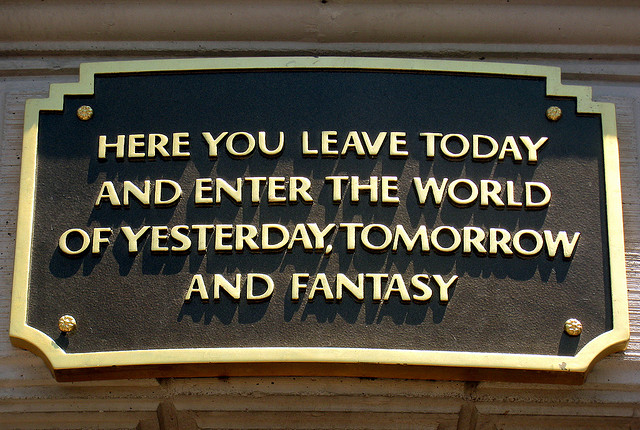 HERE YOU LEAVE TODAY
AND ENTER THE WORLD
OF YESTERDAY, TOMORROW
AND FANTASY